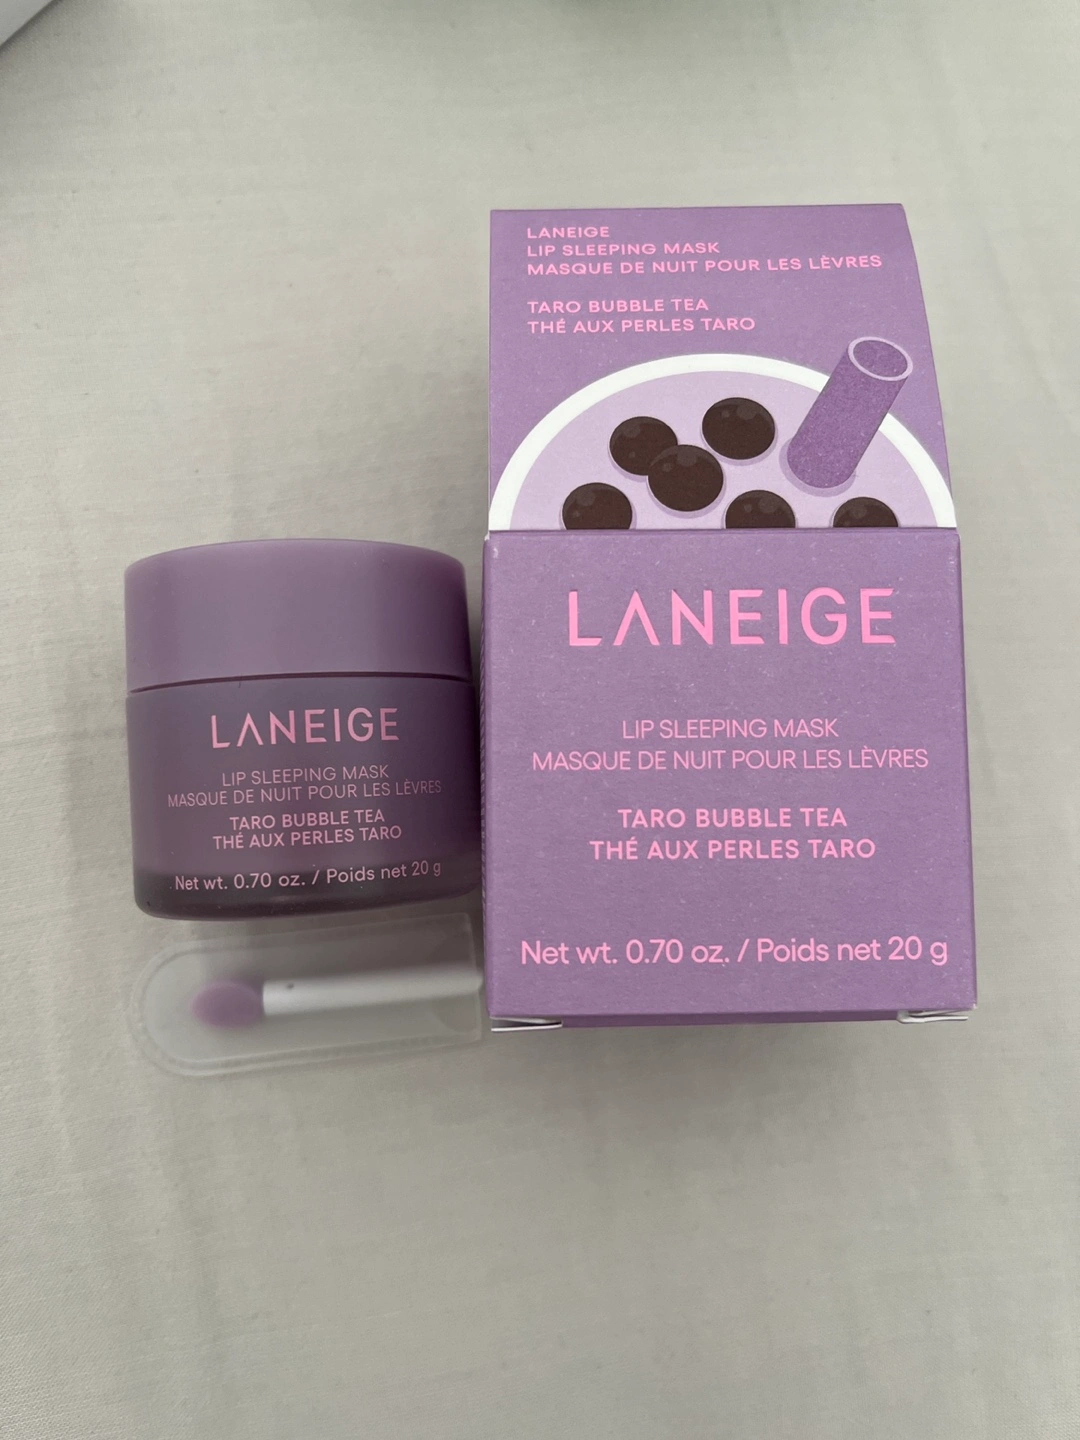 LANEIGE
LIP SLEEPING MASK
MASQUE DE NUIT POUR LES LÈVRES
TARO BUBBLE TEA
THÉ AUX PERLES TARO
LANEIGE
LIP SLEEPING MASK
MASQUE DE NUIT POUR LES LÈVRES
TARO BUBBLE TEA
THÉ AUX PERLES TARO
Net wt. 0.70 oz. / Poids net 20 g
LANEIGE
LIP SLEEPING MASK
MASQUE DE NUIT POUR LES LÈVRES
TARO BUBBLE TEA
THÉ AUX PERLES TARO
Net wt. 0.70 oz. / Poids net 20 g